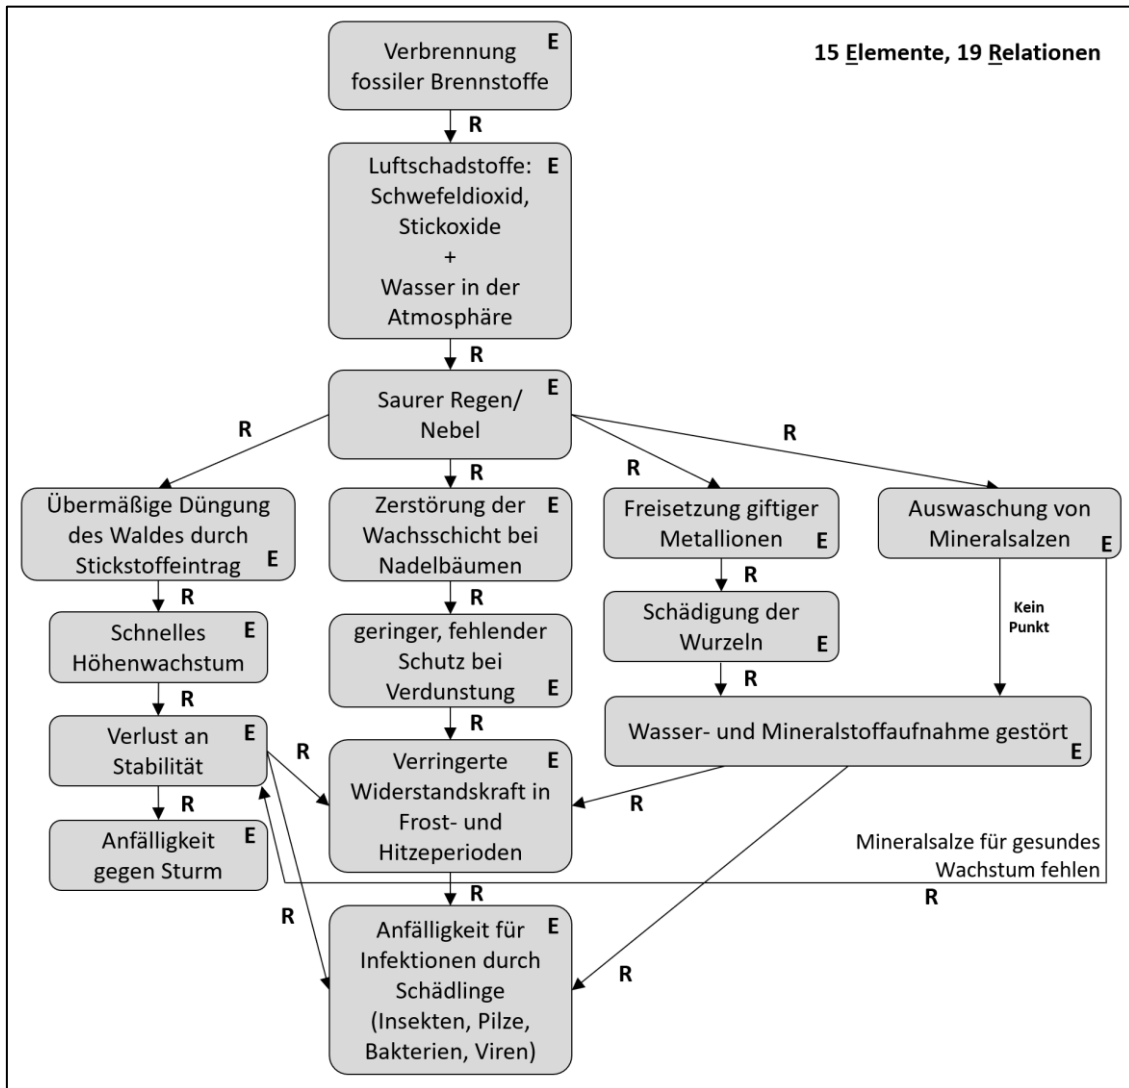 15 Elemente, 19 Relationen
Verbrennung
fossiler Brennstoffe
E
R
Luftschadstoffe:
Schwefeldioxid,
Stickoxide
+
Wasser in der
Atmosphäre
E
R
Saurer Regen/
Nebel
E
R
R
R
R
Übermäßige Düngung
des Waldes durch
Stickstoffeintrag
E
Zerstörung der
Wachsschicht bei
Nadelbäumen
E
Freisetzung giftiger
Metallionen
E
Auswaschung von
Mineralsalzen
E
R
R
R
Kein
Punkt
Schnelles
Höhenwachstum
E
geringer, fehlender
Schutz bei
Verdunstung
E
Schädigung der
Wurzeln
E
R
R
R
Verlust an
Stabilität
E
Verringerte
Widerstandskraft in
Frost- und
Hitzeperioden
E
Wasser- und Mineralstoffaufnahme gestört
E
R
R
R
Anfälligkeit
gegen Sturm
E
Mineralsalze für gesundes
Wachstum fehlen
R
R
R
R
Anfälligkeit für
Infektionen durch
Schädlinge
(Insekten, Pilze,
Bakterien, Viren)
E